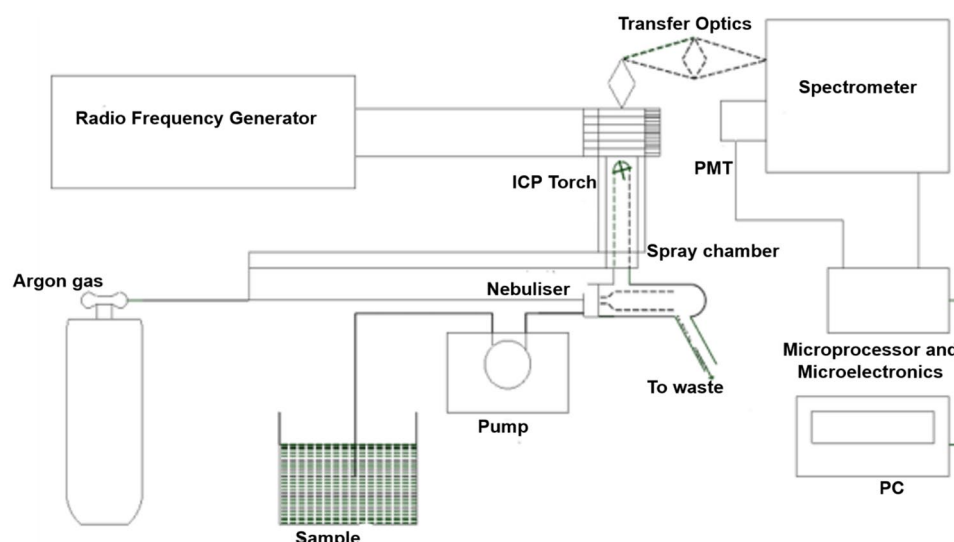 Transfer Optics
Spectrometer
Radio Frequency Generator
PMT
ICP Torch
Spray chamber
Argon gas
Nebuliser
Microprocessor and
Microelectronics
To waste
Pump
PC
Sample